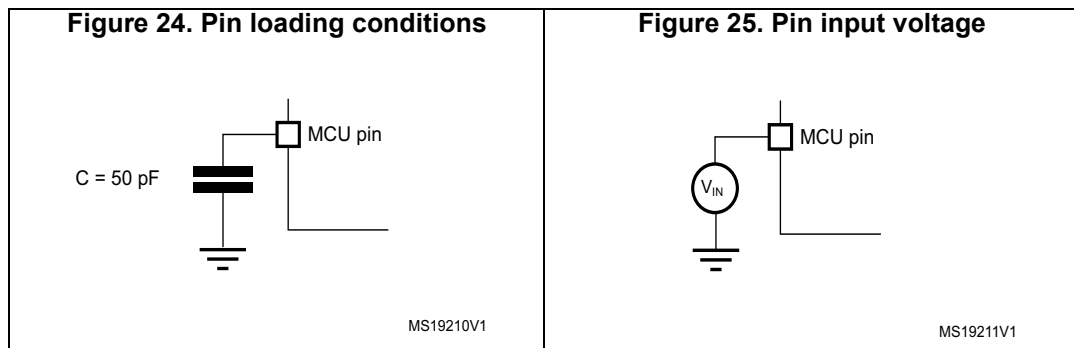 Figure 24. Pin loading conditions
MCU pin
C = 50 pF
MS19210V1
Figure 25. Pin input voltage
MCU pin
VIN
MS19211V1